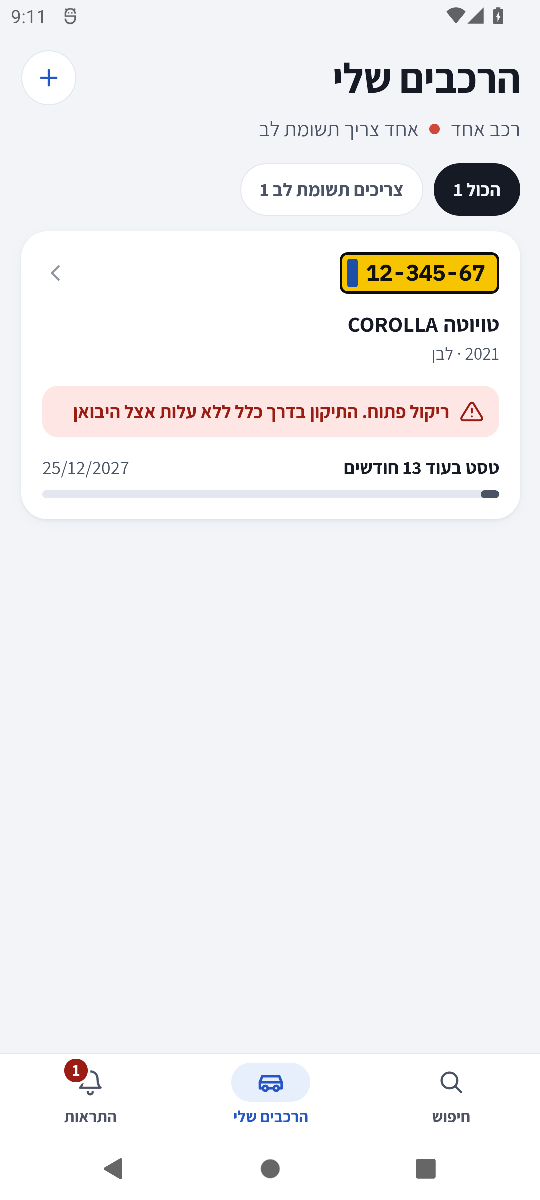 9:11
הרכבים שלי
רכב אחד • אחד צריך תשומת לב
הכול 1
צריכים תשומת לב 1
12-345-67
טויוטה COROLLA
2021 · לבן
ריקול פתוח. התיקון בדרך כלל ללא עלות אצל היבואן
טסט בעוד 13 חודשים
25/12/2027
חיפוש
הרכבים שלי
1
התראות